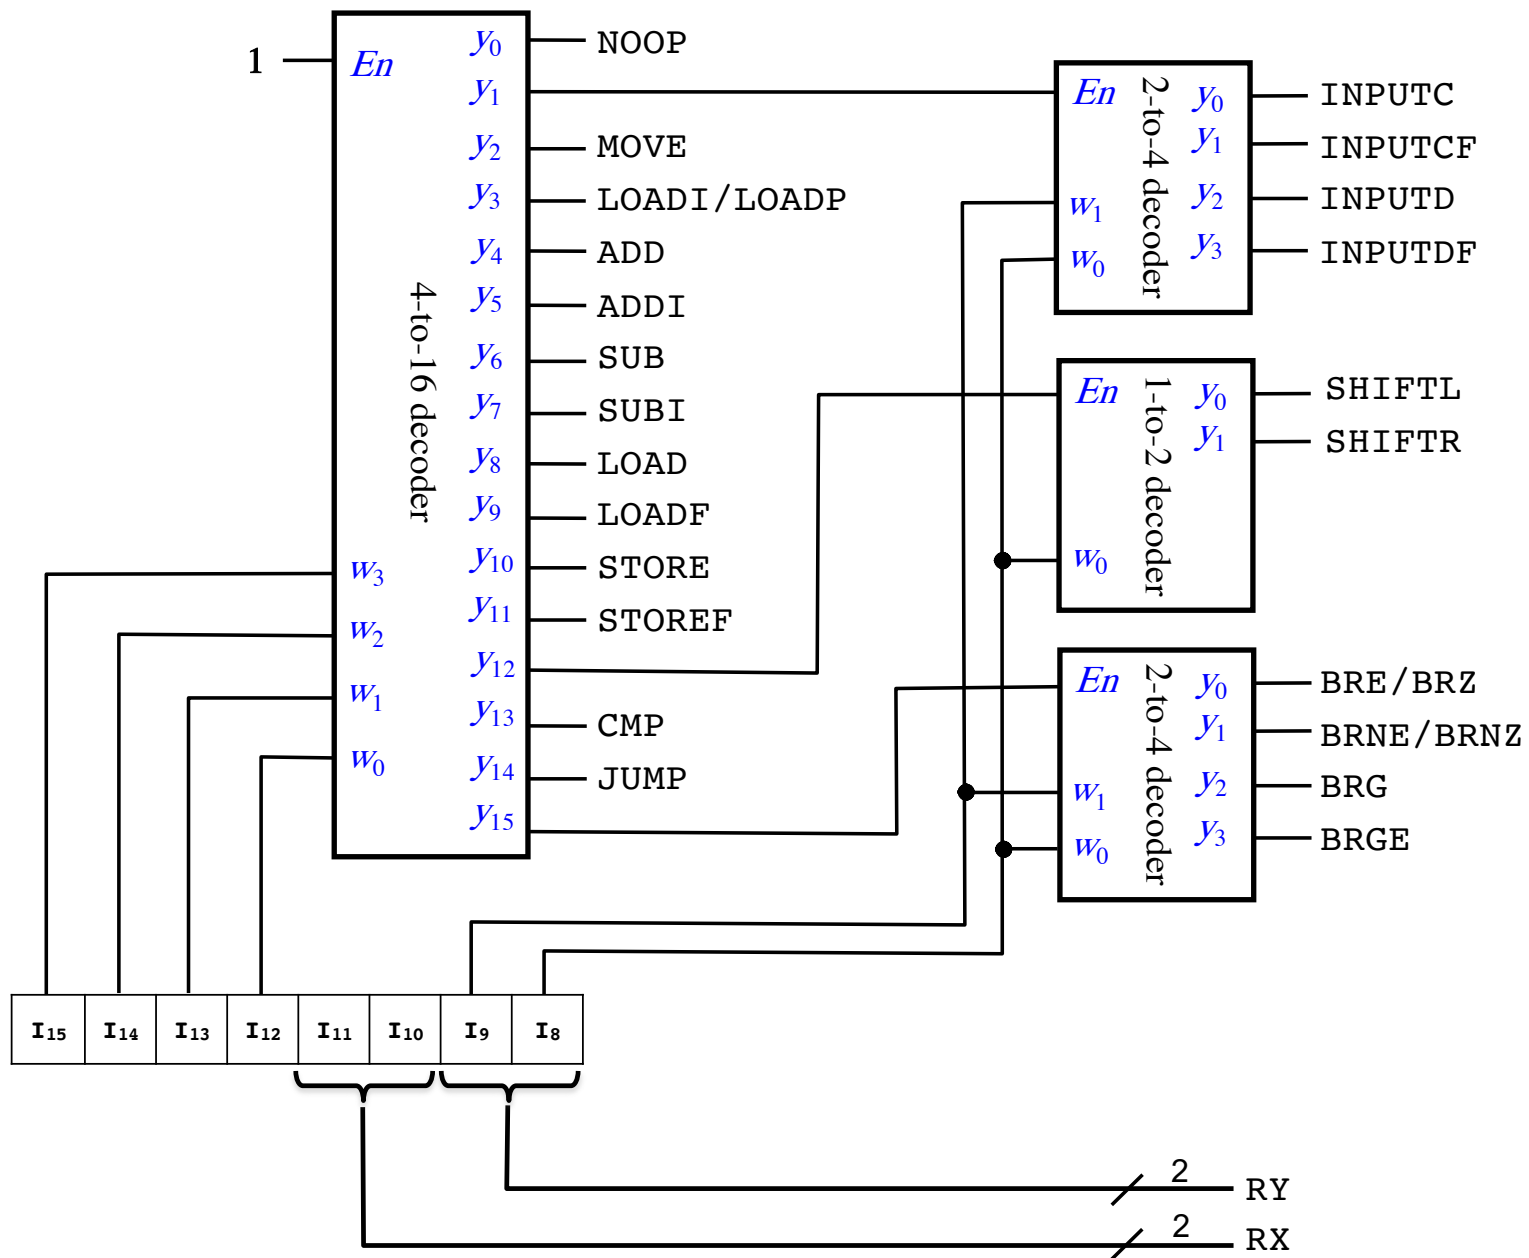 1
En
4-to-16 decoder
w3
w2
w1
w0
y0
y1
y2
y3
y4
y5
y6
y7
y8
y9
y10
y11
y12
y13
y14
y15
NOOP
MOVE
LOADI/LOADP
ADD
ADDI
SUB
SUBI
LOAD
LOADF
STORE
STOREF
CMP
JUMP
En
w1
w0
2-to-4 decoder
y0
y1
y2
y3
INPUTC
INPUTCF
INPUTD
INPUTDF
En
w0
1-to-2 decoder
y0
y1
SHIFTL
SHIFTR
En
w1
w0
2-to-4 decoder
y0
y1
y2
y3
BRE/BRZ
BRNE/BRNZ
BRG
BRGE
I15 I14 I13 I12 I11 I10 I9 I8
2 RY
2 RX